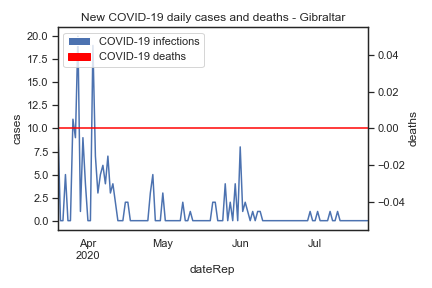 New COVID-19 daily cases and deaths - Gibraltar
COVID-19 infections
COVID-19 deaths
20.0
17.5
15.0
12.5
10.0
7.5
5.0
2.5
0.0
cases
0.04
0.02
0.00
−0.02
−0.04
deaths
Apr
2020
May
Jun
Jul
dateRep